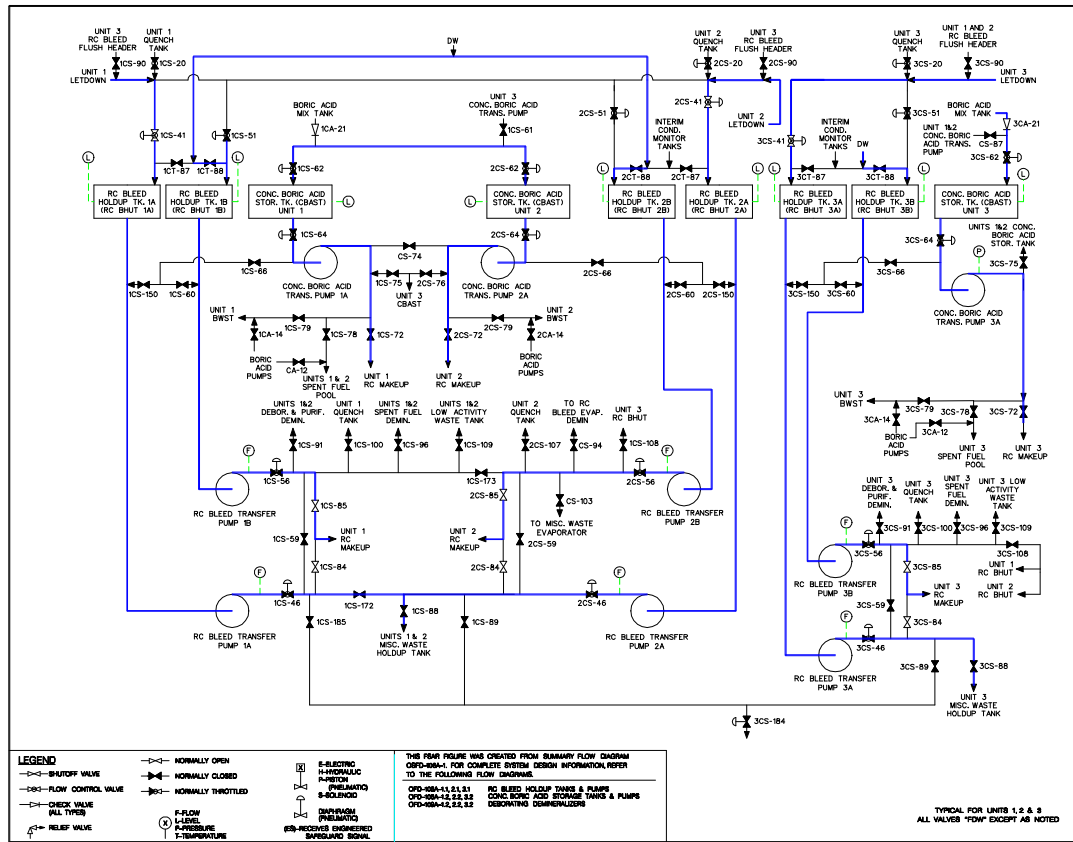 UNIT 3
RC BLEED
FLUSH HEADER
1CS-90
UNIT 1
QUENCH
TANK
1CS-20
UNIT 1
LETDOWN
DW
UNIT 2
QUENCH
TANK
2CS-20
UNIT 3
RC BLEED
FLUSH HEADER
2CS-90
UNIT 3
QUENCH
TANK
3CS-20
UNIT 1 AND 2
RC BLEED
FLUSH HEADER
3CS-90
UNIT 3
LETDOWN
1CS-41
1CS-51
BORIC ACID
MIX TANK
1CA-21
UNIT 3
CONC. BORIC ACID
TRANS. PUMP
1CS-61
2CS-51
2CS-41
UNIT 2
LETDOWN
3CS-41
3CS-51
BORIC ACID
MIX TANK
3CA-21
UNIT 1&2
CONC. BORIC
ACID TRANS.
PUMP
CS-87
3CS-62
INTERIM
COND.
MONITOR
TANKS
INTERIM
COND.
MONITOR
TANKS
DW
1CT-87
1CT-88
1CS-62
2CS-62
2CT-88
2CT-87
3CT-87
3CT-88
L
L
L
L
L
L
L
L
L
RC BLEED
HOLDUP TK. 1A
(RC BHUT 1A)
RC BLEED
HOLDUP TK. 1B
(RC BHUT 1B)
CONC. BORIC ACID
STOR. TK. (CBAST)
UNIT 1
CONC. BORIC ACID
STOR. TK. (CBAST)
UNIT 2
RC BLEED
HOLDUP TK. 2B
(RC BHUT 2B)
RC BLEED
HOLDUP TK. 2A
(RC BHUT 2A)
RC BLEED
HOLDUP TK. 3A
(RC BHUT 3A)
RC BLEED
HOLDUP TK. 3B
(RC BHUT 3B)
CONC. BORIC ACID
STOR. TK. (CBAST)
UNIT 3
1CS-64
2CS-64
3CS-64
UNITS 1&2 CONC.
BORIC ACID
STOR. TANK
3CS-75
P
1CS-66
CS-74
2CS-66
3CS-66
1CS-150
1CS-60
CONC. BORIC ACID
TRANS. PUMP 1A
1CS-75
2CS-76
UNIT 3
CBAST
CONC. BORIC ACID
TRANS. PUMP 2A
2CS-60
2CS-150
3CS-150
3CS-60
CONC. BORIC ACID
TRANS. PUMP 3A
UNIT 1
BWST
1CS-79
1CA-14
1CS-78
1CS-72
BORIC
ACID PUMPS
CA-12
UNITS 1 & 2
SPENT FUEL
POOL
UNIT 1
RC MAKEUP
2CS-72
2CS-79
2CA-14
UNIT 2
BWST
UNIT 2
RC MAKEUP
BORIC
ACID
PUMPS
UNIT 3
BWST
3CS-79
3CA-14
3CS-78
3CS-72
3CA-12
BORIC
ACID PUMPS
UNIT 3
SPENT FUEL
POOL
UNIT 3
RC MAKEUP
UNITS 1&2
DEBOR. & PURIF.
DEMIN.
1CS-91
UNIT 1
QUENCH
TANK
1CS-100
UNITS 1&2
SPENT FUEL
DEMIN.
1CS-96
UNITS 1&2
LOW ACTIVITY
WASTE TANK
1CS-109
UNIT 2
QUENCH
TANK
2CS-107
TO RC
BLEED EVAP.
DEMIN
CS-94
UNIT 3
RC BHUT
1CS-108
F
1CS-56
1CS-173
2CS-56
F
RC BLEED TRANSFER
PUMP 1B
1CS-85
2CS-85
CS-103
TO MISC. WASTE
EVAPORATOR
RC BLEED TRANSFER
PUMP 2B
1CS-59
UNIT 1
RC
MAKEUP
UNIT 2
RC
MAKEUP
2CS-59
1CS-84
2CS-84
F
1CS-46
1CS-172
1CS-88
2CS-46
F
RC BLEED TRANSFER
PUMP 1A
1CS-185
UNITS 1 & 2
MISC. WASTE
HOLDUP TANK
1CS-89
RC BLEED TRANSFER
PUMP 2A
UNIT 3
DEBOR. &
PURIF.
DEMIN.
3CS-91
UNIT 3
QUENCH
TANK
3CS-100
UNIT 3
SPENT
FUEL
DEMIN.
3CS-96
UNIT 3 LOW
ACTIVITY
WASTE
TANK
3CS-109
F
3CS-56
3CS-108
RC BLEED TRANSFER
PUMP 3B
3CS-85
UNIT 1
RC BHUT
UNIT 2
RC BHUT
3CS-59
UNIT 3
RC
MAKEUP
F
3CS-84
3CS-46
3CS-89
3CS-88
RC BLEED TRANSFER
PUMP 3A
UNIT 3
MISC. WASTE
HOLDUP TANK
3CS-184
LEGEND
SHUTOFF VALVE
FLOW CONTROL VALVE
CHECK VALVE
(ALL TYPES)
RELIEF VALVE
NORMALLY OPEN
NORMALLY CLOSED
NORMALLY THROTTLED
X
F-FLOW
L-LEVEL
P-PRESSURE
T-TEMPERATURE
X
E-ELECTRIC
H-HYDRAULIC
P-PISTON
(PNEUMATIC)
S-SOLENOID
DIAPHRAGM
(PNEUMATIC)
(ES)-RECEIVES ENGINEERED
SAFEGUARD SIGNAL
THIS FSAR FIGURE WAS CREATED FROM SUMMARY FLOW DIAGRAM
OSFD-108A-1. FOR COMPLETE SYSTEM DESIGN INFORMATION, REFER
TO THE FOLLOWING FLOW DIAGRAMS.
RC BLEED HOLDUP TANKS & PUMPS
CONC. BORIC ACID STORAGE TANKS & PUMPS
DEBORATING DEMINERALIZERS
TYPICAL FOR UNITS 1, 2 & 3
ALL VALVES "FDW" EXCEPT AS NOTED